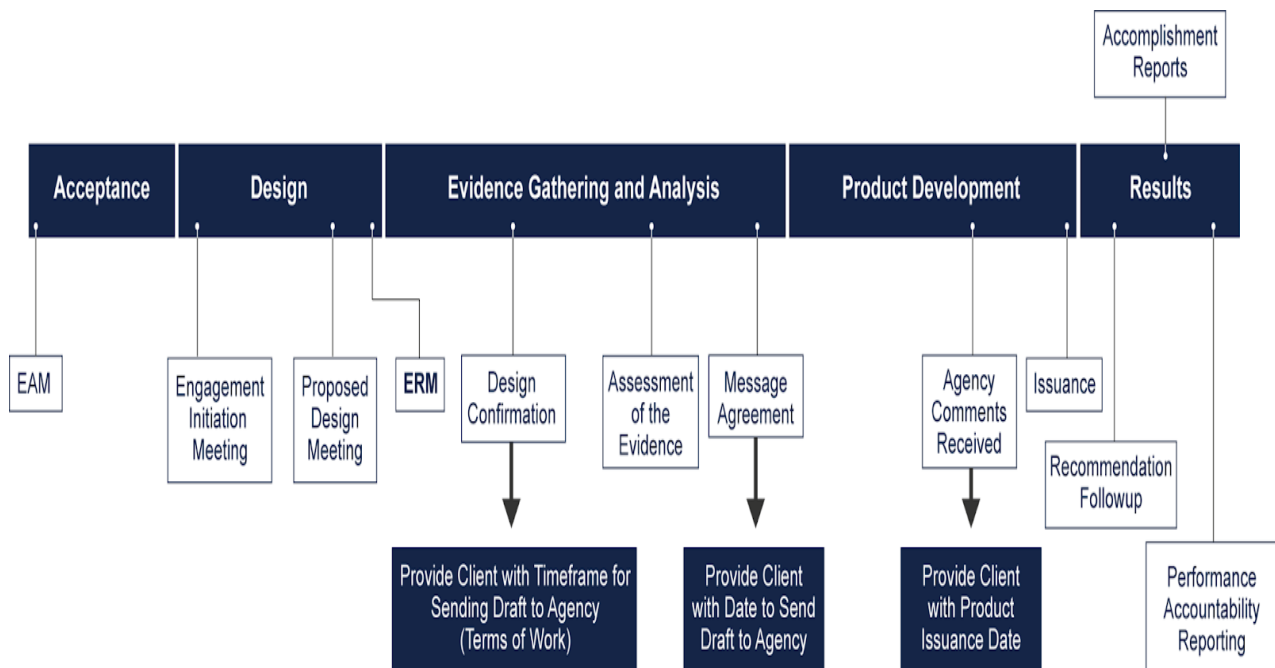 Accomplishment
Reports
Acceptance
Design
Evidence Gathering and Analysis
Product Development
Results
EAM
Engagement
Initiation
Meeting
Proposed
Design
Meeting
ERM
Design
Confirmation
Assessment
of the
Evidence
Message
Agreement
Agency
Comments
Received
Issuance
Recommendation
Followup
Provide Client with Timeframe for
Sending Draft to Agency
(Terms of Work)
Provide Client
with Date to Send
Draft to Agency
Provide Client
with Product
Issuance Date
Performance
Accountability
Reporting